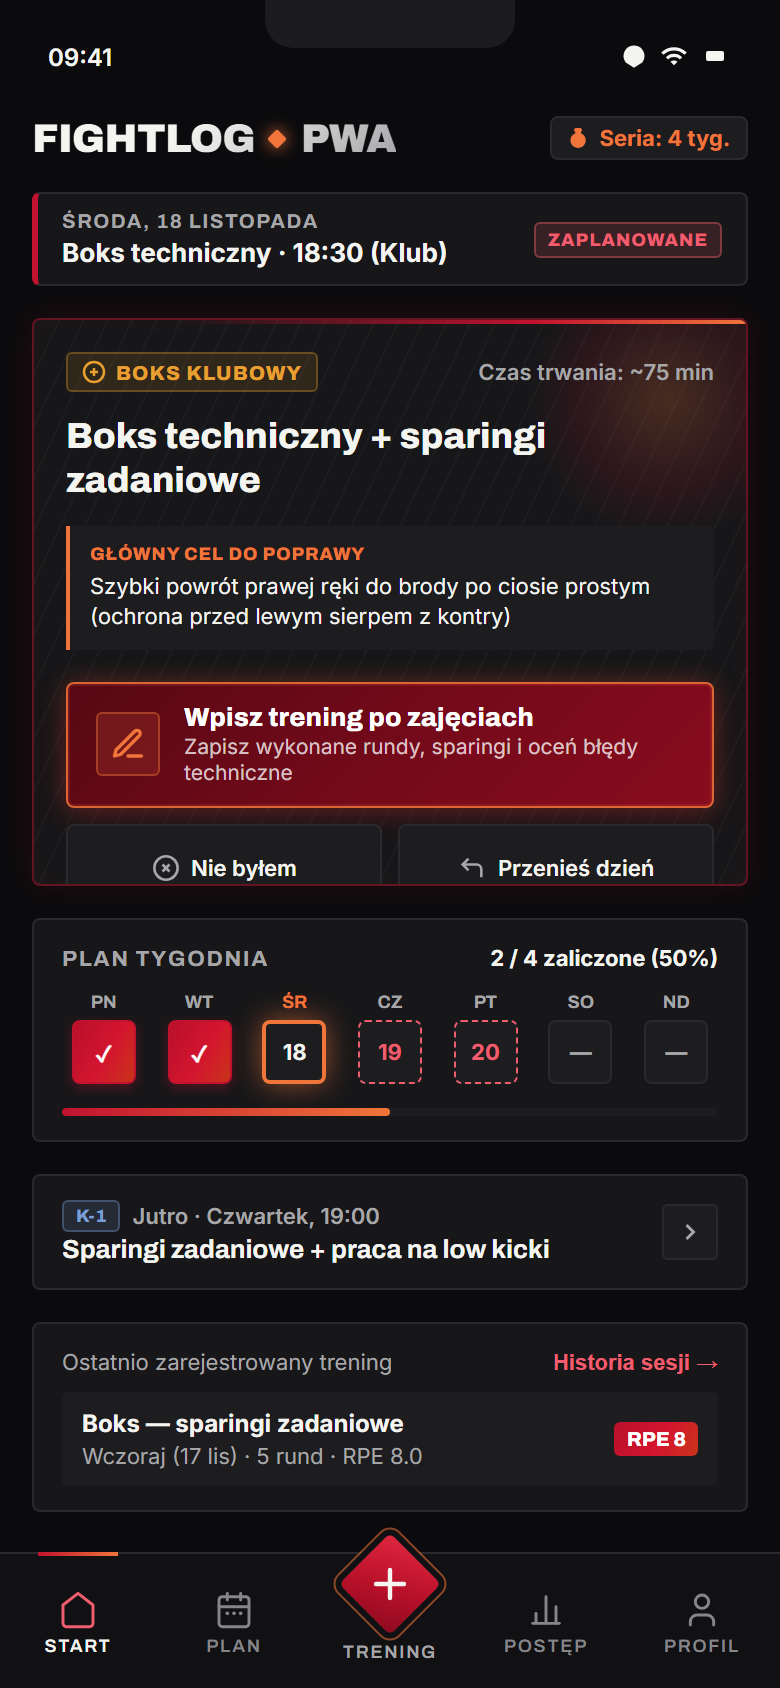 09:41
FIGHTLOG PWA
Seria: 4 tyg.
ŚRODA, 18 LISTOPADA
Boks techniczny · 18:30 (Klub)
ZAPLANOWANE
BOKS KLUBOWY
Czas trwania: ~75 min
Boks techniczny + sparingi
zadaniowe
GŁÓWNY CEL DO POPRAWY
Szybki powrót prawej ręki do brody po ciosie prostym
(ochrona przed lewym sierpem z kontry)
Wpisz trening po zajęciach
Zapisz wykonane rundy, sparingi i oceń błędy
techniczne
Nie byłem
Przenieś dzień
PLAN TYGODNIA
2 / 4 zaliczone (50%)
PN WT ŚR CZ PT SO ND
✓ ✓ 18 19 20 — —
K-1 Jutro · Czwartek, 19:00
Sparingi zadaniowe + praca na low kicki
Ostatnio zarejestrowany trening
Historia sesji →
Boks — sparingi zadaniowe
Wczoraj (17 lis) · 5 rund · RPE 8.0
RPE 8
START
PLAN
TRENING
POSTĘP
PROFIL